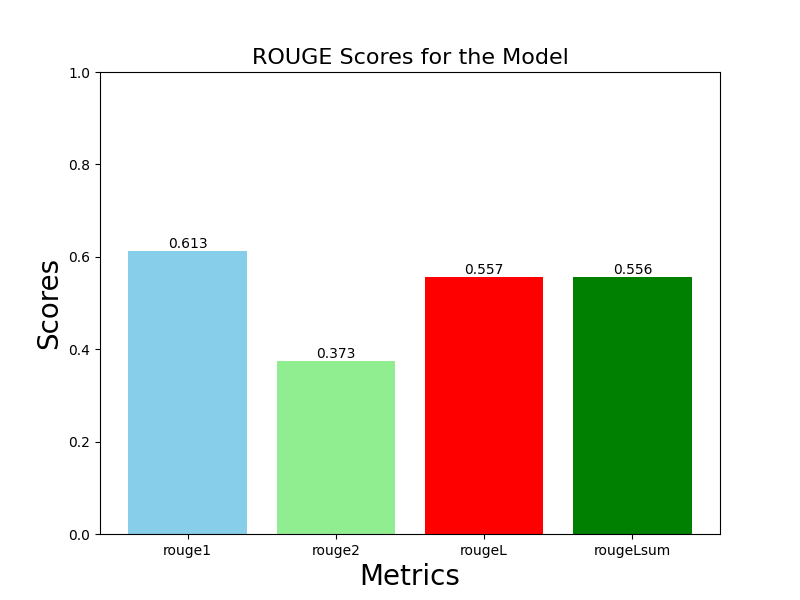 ROUGE Scores for the Model
1.0
0.8
0.6
0.4
0.2
0.0
Scores
0.613
0.373
0.557
0.556
rouge1
rouge2
rougeL
rougeLsum
Metrics